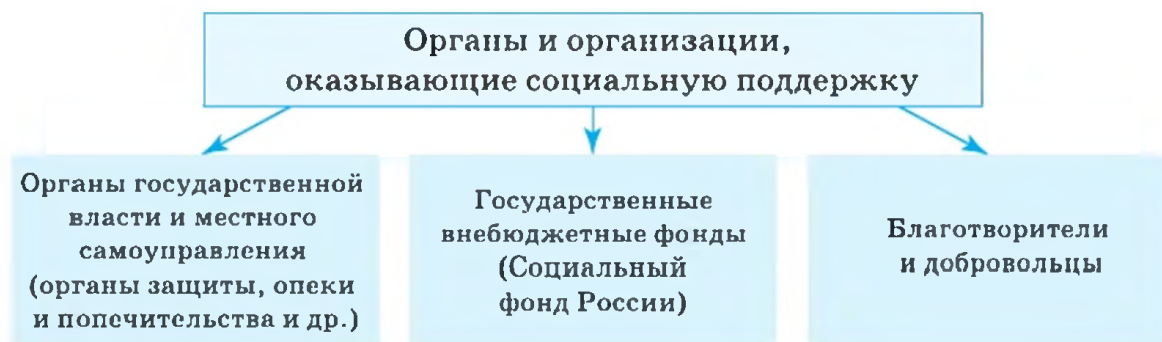 Органы и организации,
оказывающие социальную поддержку
Органы государственной
власти и местного
самоуправления
(органы защиты, опеки
и попечительства и др.)
Государственные
внебюджетные фонды
(Социальный
фонд России)
Благотворители
и добровольцы